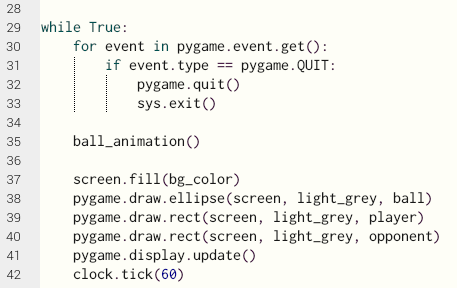 28
29 while True:
30     for event in pygame.event.get():
31         if event.type == pygame.QUIT:
32             pygame.quit()
33             sys.exit()
34
35     ball_animation()
36
37     screen.fill(bg_color)
38     pygame.draw.ellipse(screen, light_grey, ball)
39     pygame.draw.rect(screen, light_grey, player)
40     pygame.draw.rect(screen, light_grey, opponent)
41     pygame.display.update()
42     clock.tick(60)